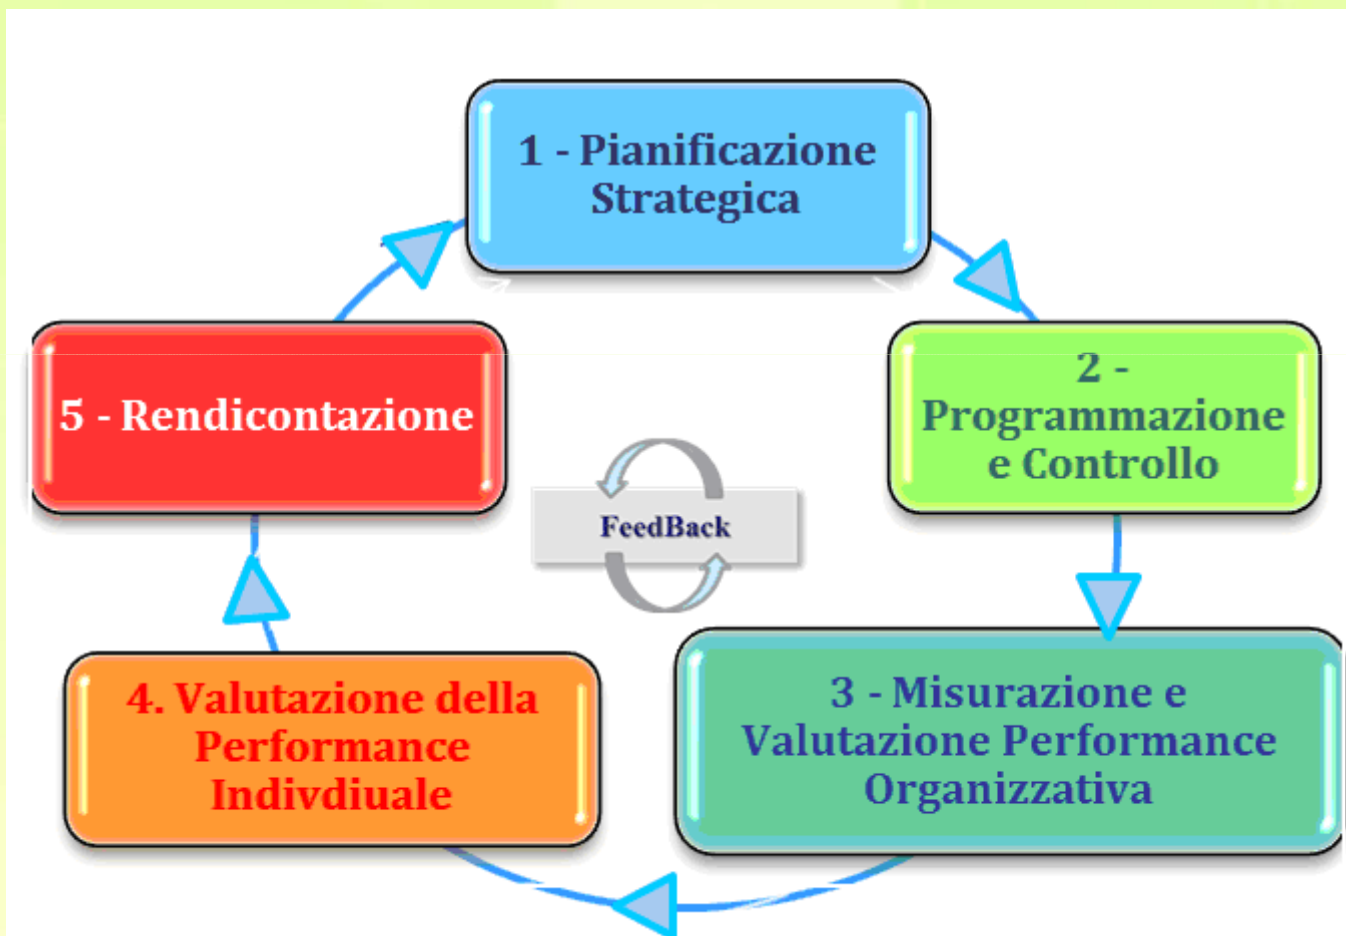 1 - Pianificazione
Strategica
2 -
Programmazione
e Controllo
3 - Misurazione e
Valutazione Performance
Organizzativa
4. Valutazione della
Performance
Indivdiuale
5 - Rendicontazione
FeedBack